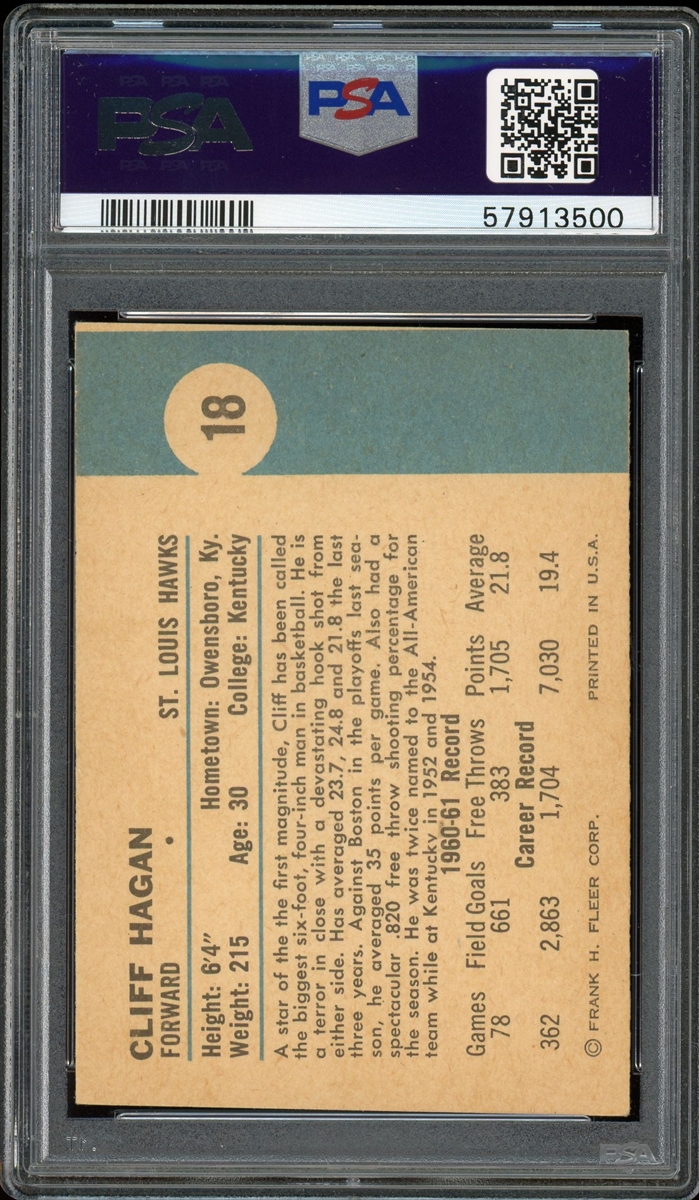 PSA PSA PSA
PSA
PSA PSA PSA
PSA
57913500
18
CLIFF HAGAN
FORWARD • ST. LOUIS HAWKS
Height: 6'4" Hometown: Owensboro, Ky.
Weight: 215 Age: 30 College: Kentucky
A star of the the first magnitude, Cliff has been called
the biggest six-foot, four-inch man in basketball. He is
a terror in close with a devastating hook shot from
either side. Has averaged 23.7, 24.8 and 21.8 the last
three years. Against Boston in the playoffs last sea-
son, he averaged 35 points per game. Also had a
spectacular .820 free throw shooting percentage for
the season. He was twice named to the All-American
team while at Kentucky in 1952 and 1954.
1960-61 Record
Games Field Goals Free Throws Points Average
78 661 383 1,705 21.8
Career Record
362 2,863 1,704 7,030 19.4
© FRANK H. FLEER CORP. PRINTED IN U.S.A.
PSA